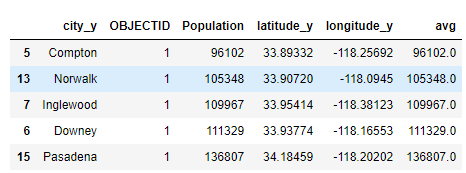 city_y OBJECTID Population latitude_y longitude_y avg
5 Compton 1 96102 33.89332 -118.25692 96102.0
13 Norwalk 1 105348 33.90720 -118.0945 105348.0
7 Inglewood 1 109967 33.95414 -118.38123 109967.0
6 Downey 1 111329 33.93774 -118.16553 111329.0
15 Pasadena 1 136807 34.18459 -118.20202 136807.0